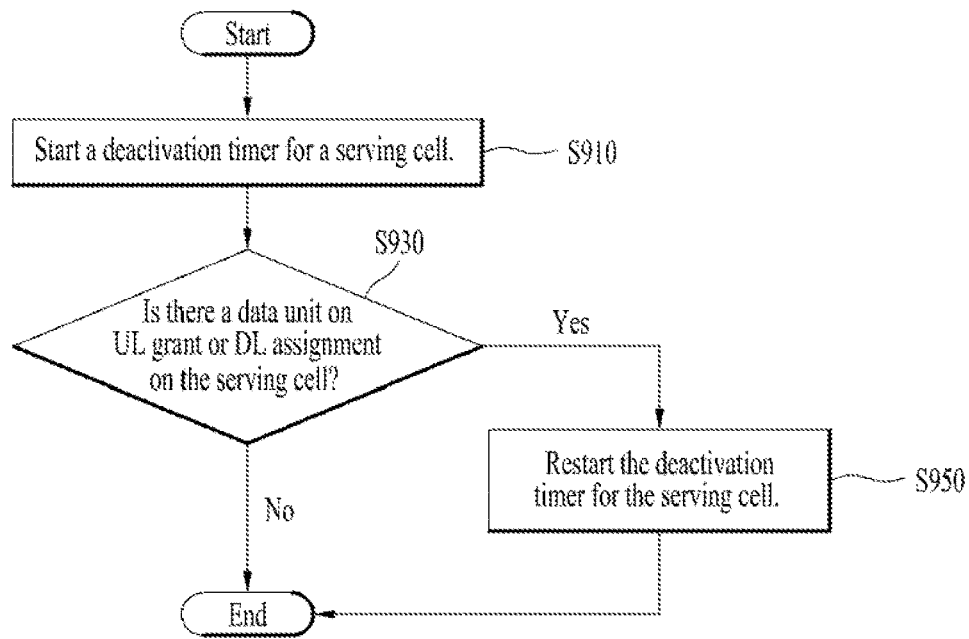 Start
Start a deactivation timer for a serving cell.
S910
S930
Is there a data unit on
UL grant or DL assignment
on the serving cell?
Yes
Restart the deactivation
timer for the serving cell.
S950
No
End